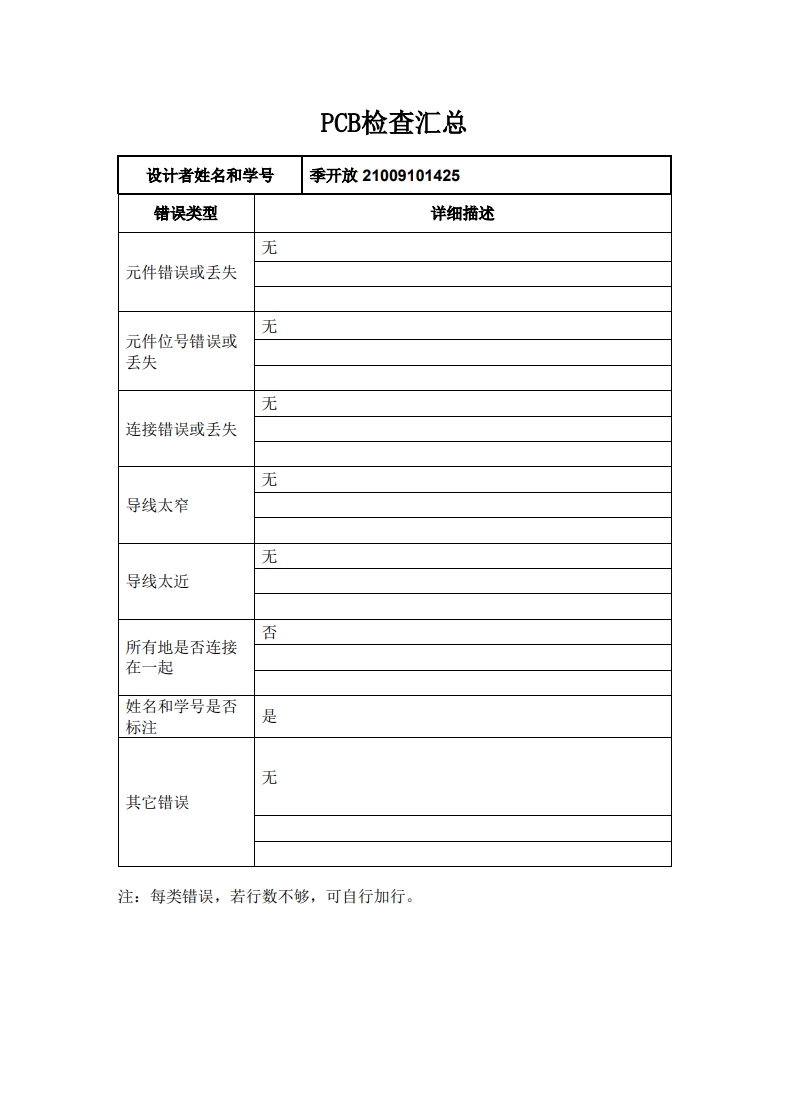 PCB检查汇总
设计者姓名和学号 季开放 21009101425
错误类型 详细描述
元件错误或丢失 无
元件位号错误或
丢失
无
连接错误或丢失 无
导线太窄 无
导线太近 无
所有地是否连接
在一起
否
姓名和学号是否
标注
是
其它错误 无
注：每类错误，若行数不够，可自行加行。